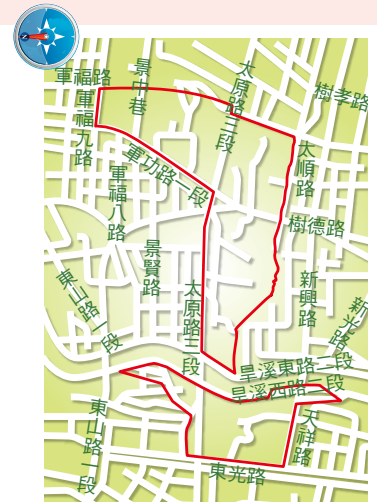 軍福路
景中巷
太原路三段
樹孝路
軍福九路
軍功路一段
太順路
軍福八路
樹德路
景賢路
東山路一段
太原路三段
新興路
新光路
旱溪東路二段
旱溪西路二段
東山路一段
天祥路
東光路